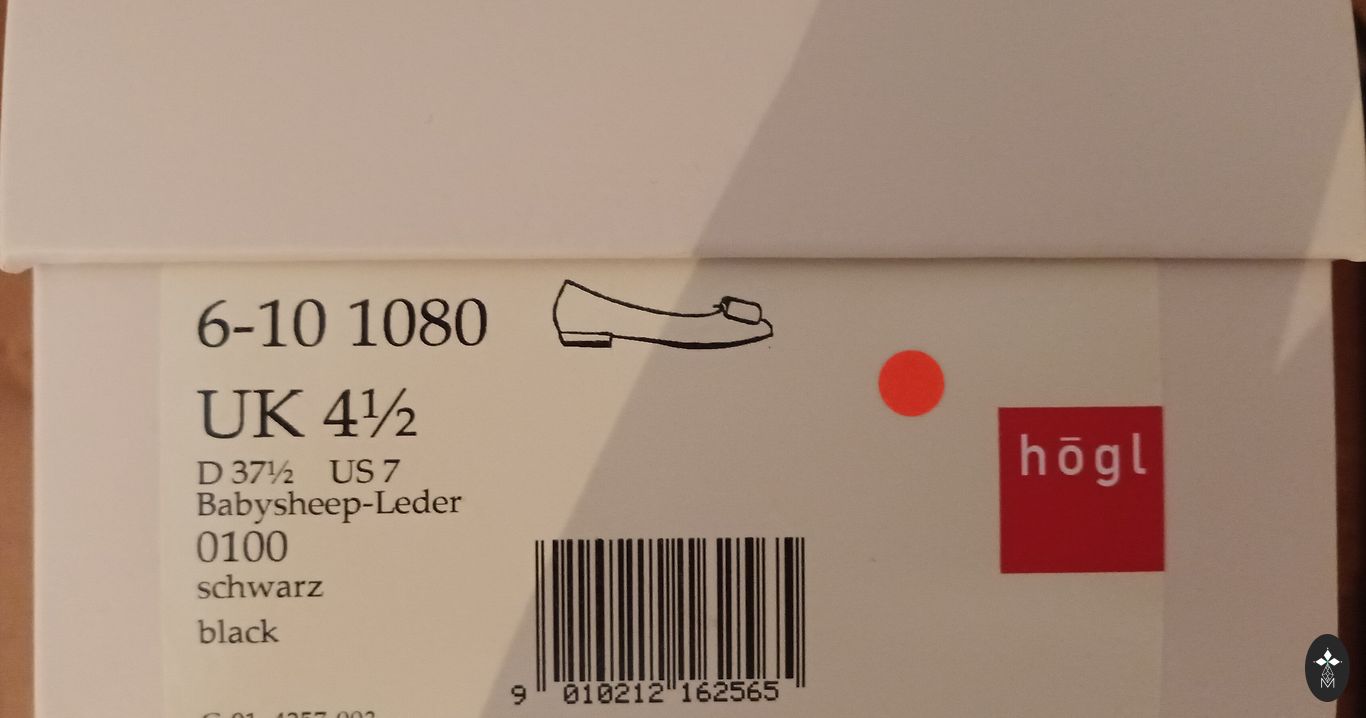 6-10 1080
UK 4½
D 37½ US 7
Babysheep-Leder
0100
schwarz
black
högl
9 010212 162565
M